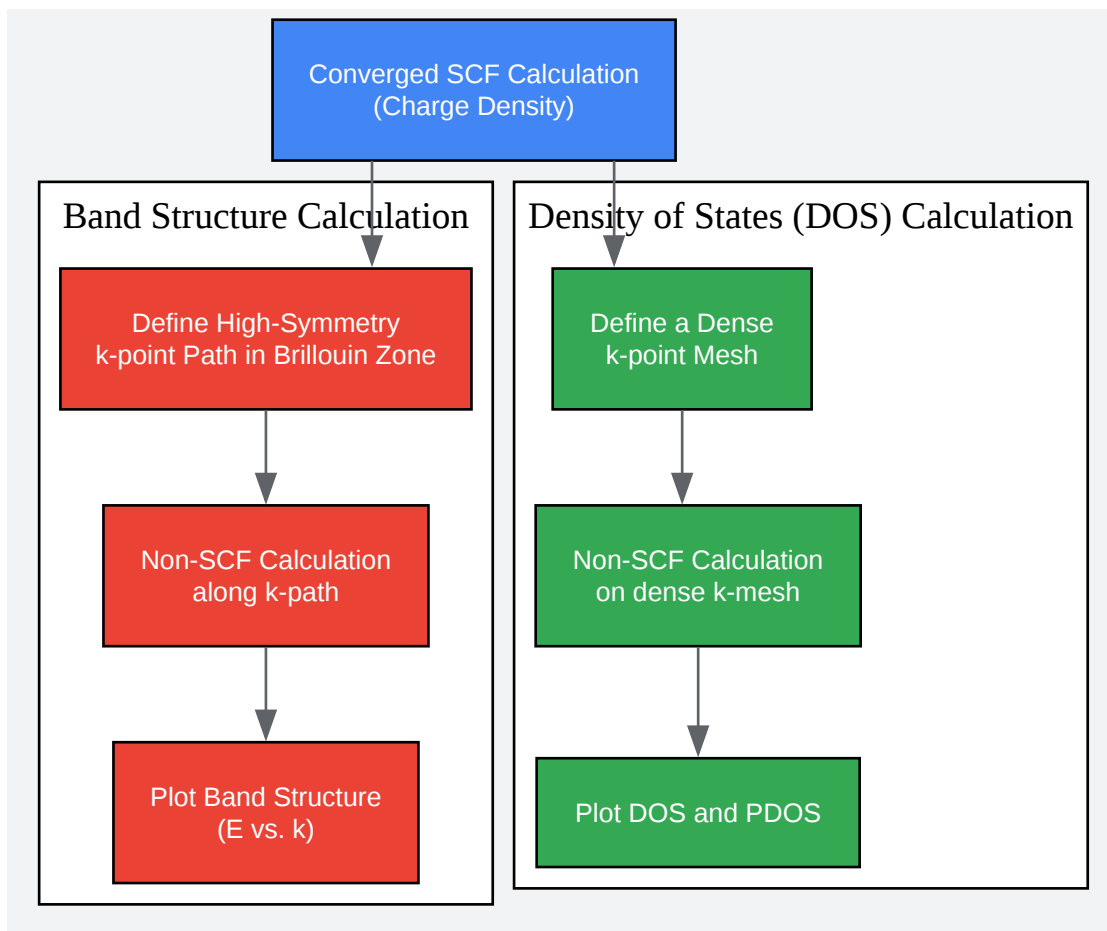 Converged SCF Calculation
(Charge Density)
Band Structure Calculation
Define High-Symmetry
k-point Path in Brillouin Zone
Non-SCF Calculation
along k-path
Plot Band Structure
(E vs. k)
Density of States (DOS) Calculation
Define a Dense
k-point Mesh
Non-SCF Calculation
on dense k-mesh
Plot DOS and PDOS